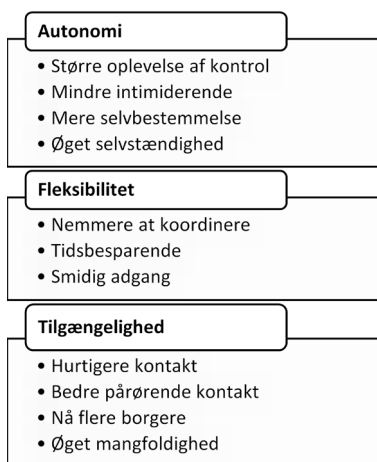 Autonomi
• Større oplevelse af kontrol
• Mindre intimiderende
• Mere selvbestemmelse
• Øget selvstændighed
Fleksibilitet
• Nemmere at koordinere
• Tidsbesparende
• Smidig adgang
Tilgængelighed
• Hurtigere kontakt
• Bedre pårørende kontakt
• Nå flere borgere
• Øget mangfoldighed